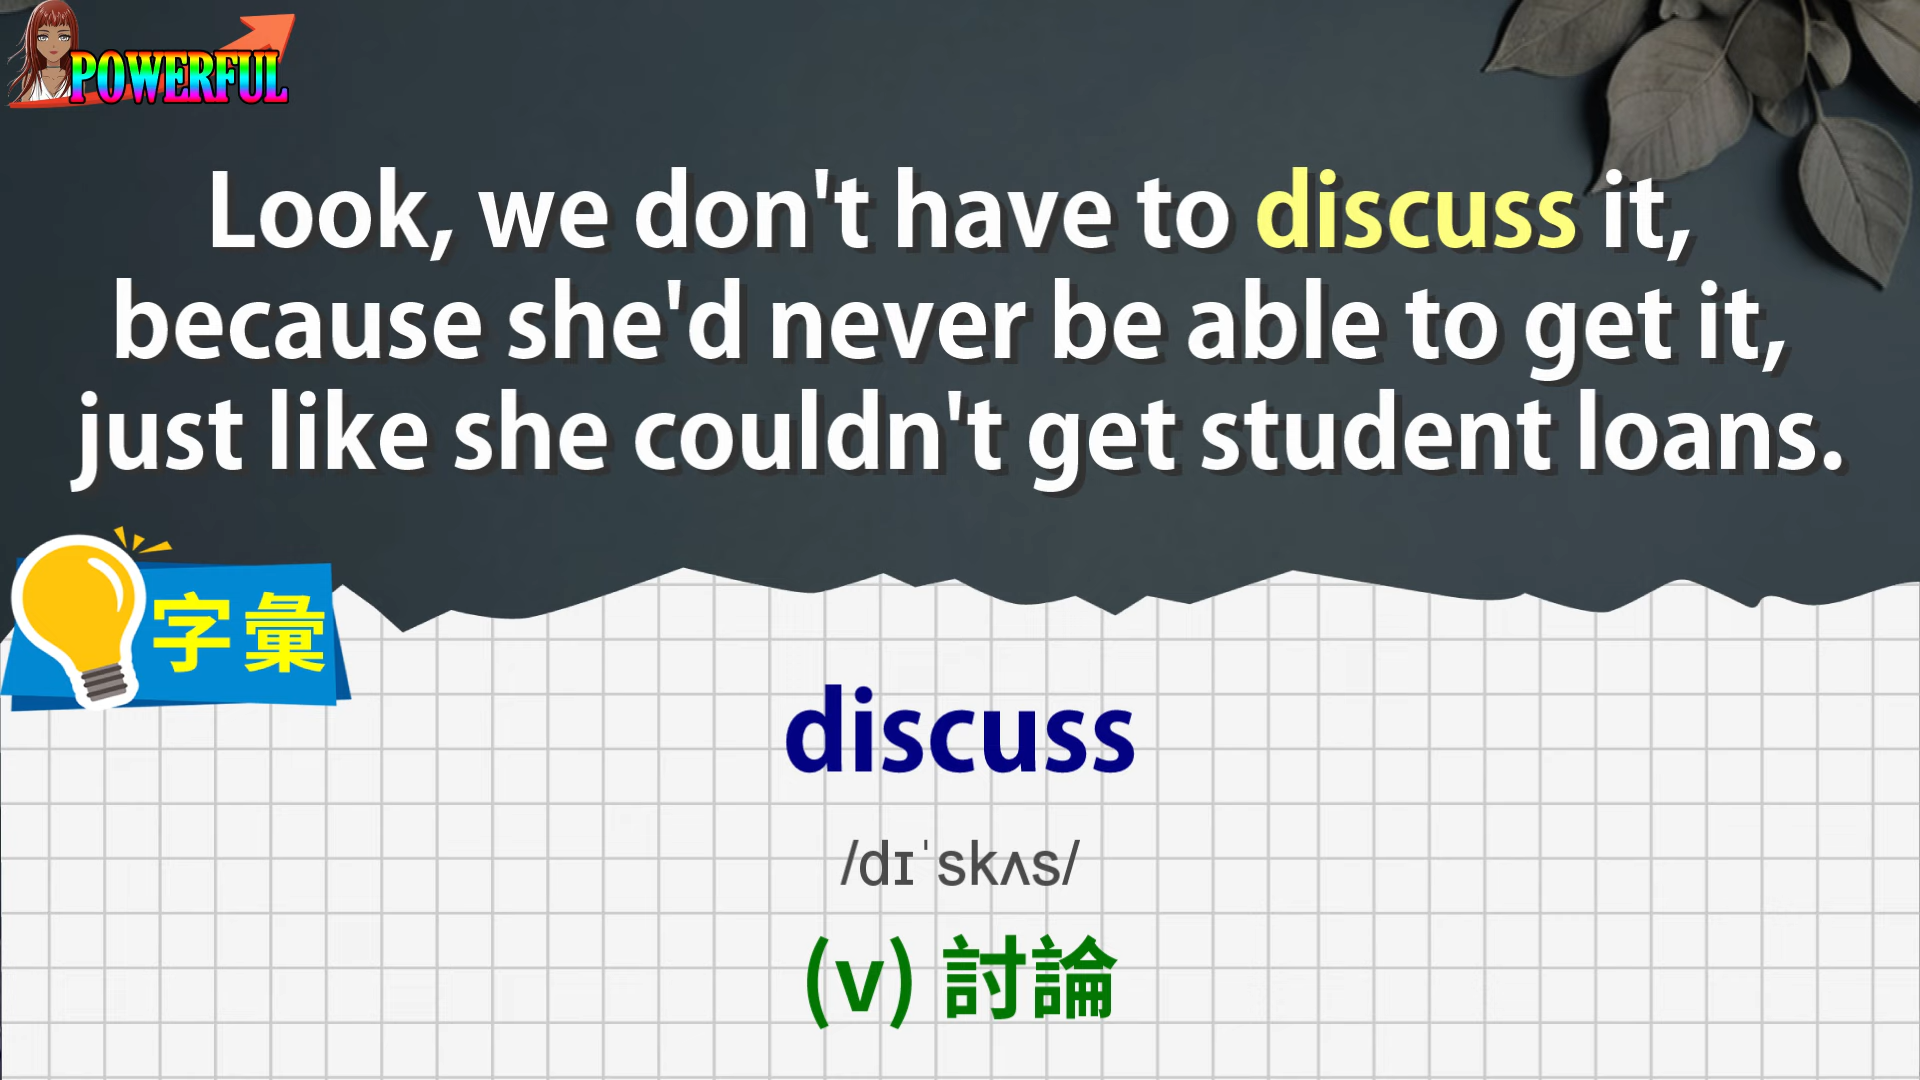 POWERFUL
Look, we don't have to discuss it,
because she'd never be able to get it,
just like she couldn't get student loans.
字彙
discuss
/dɪˈskʌs/
(v) 討論